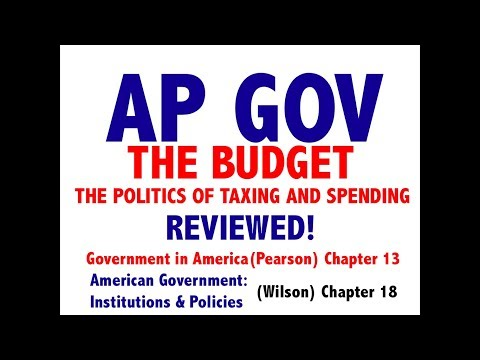 AP GOV
THE BUDGET
THE POLITICS OF TAXING AND SPENDING
REVIEWED!
Government in America (Pearson) Chapter 13
American Government:
Institutions & Policies
(Wilson) Chapter 18